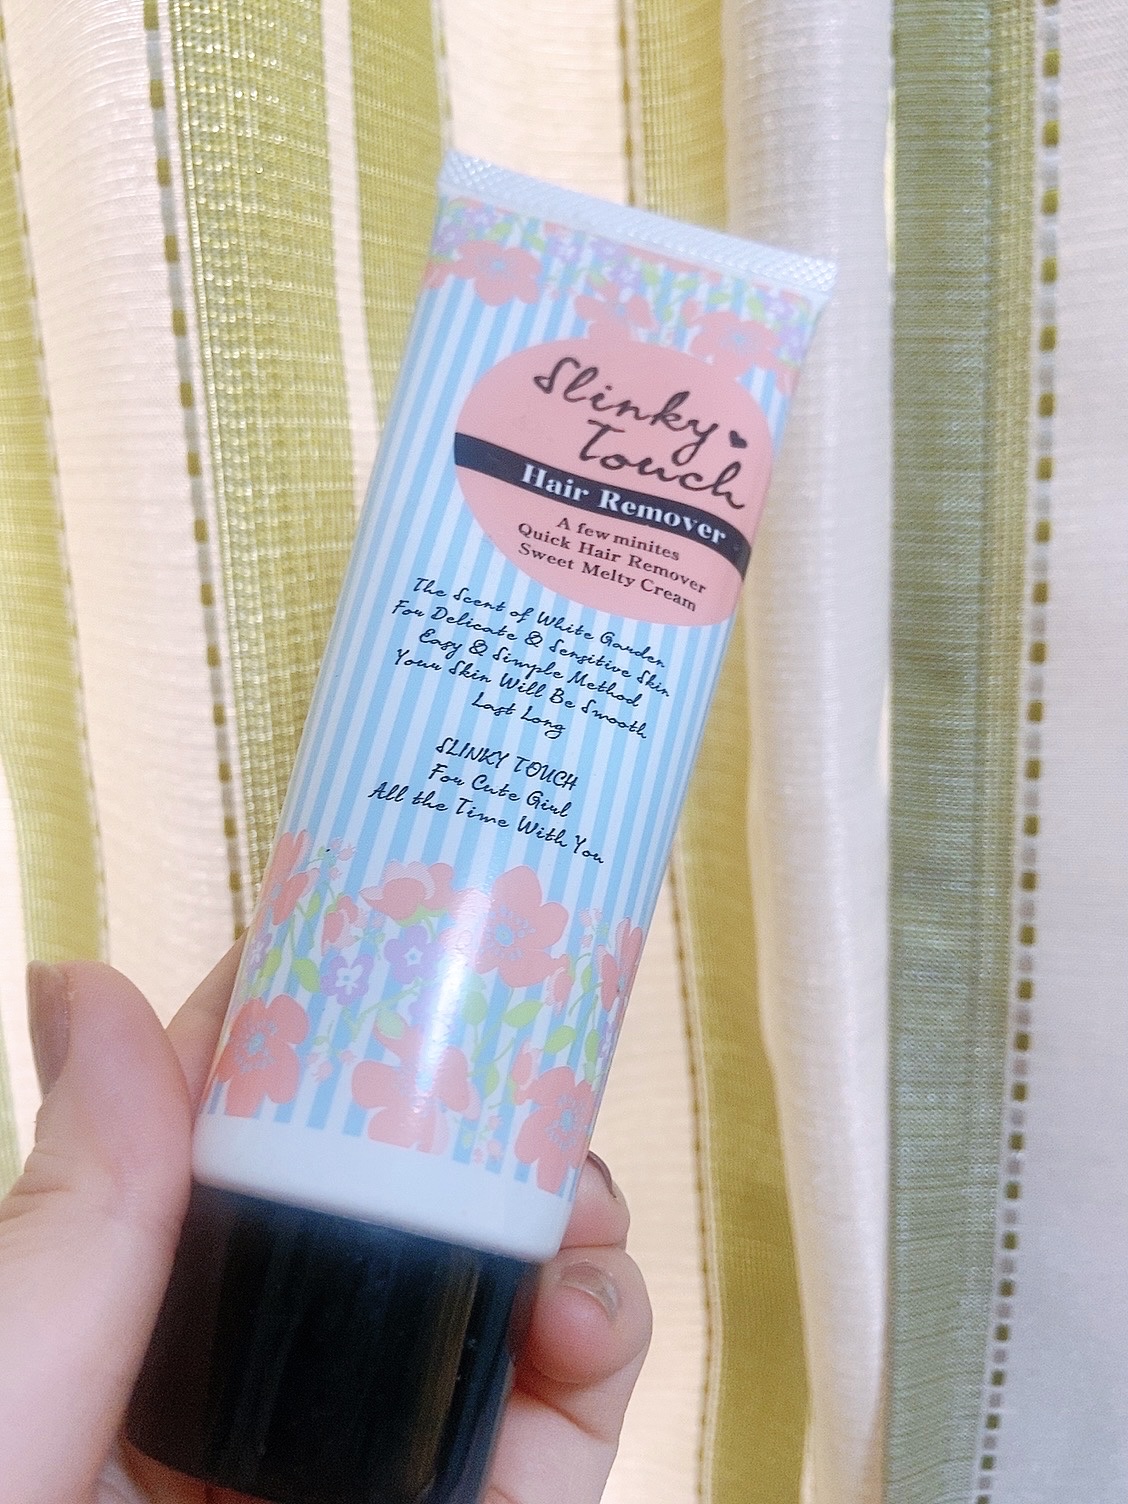 Slinky
Touch
Hair Remover
A few minites
Quick Hair Remover
Sweet Melty Cream
The Scent of White Garden
For Delicate & Sensitive Skin
Easy & Simple Method
Your Skin Will Be Smooth
Last Long
SLINKY TOUCH
For Cute Girl
All the Time With You